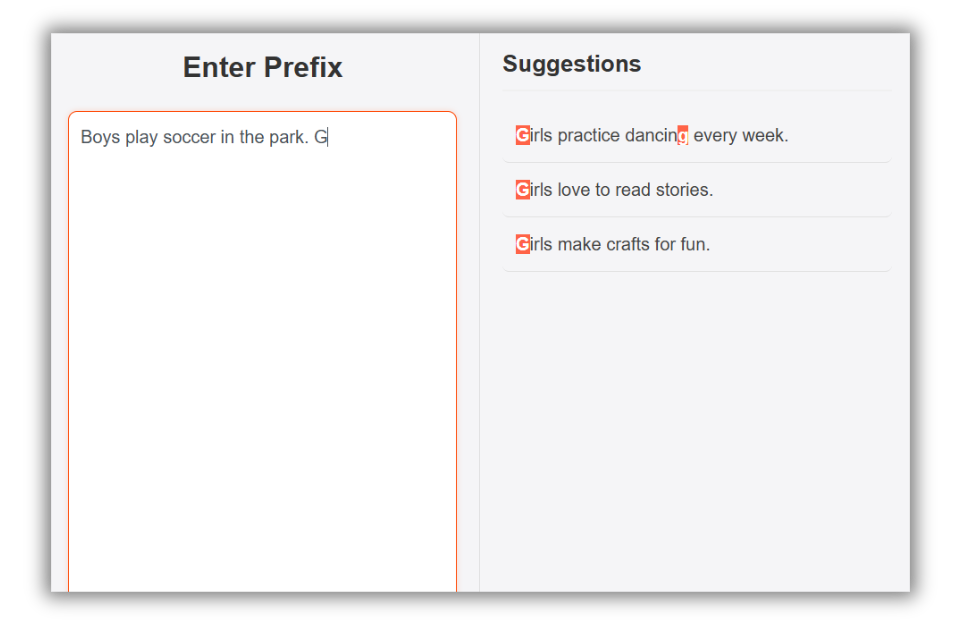 Enter Prefix
Boys play soccer in the park. G
Suggestions
Girls practice dancing every week.
Girls love to read stories.
Girls make crafts for fun.